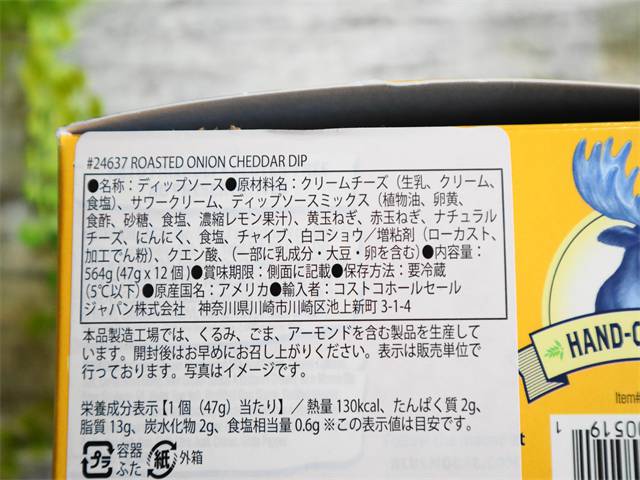 #24637 ROASTED ONION CHEDDAR DIP
●名称：ディップソース●原材料名：クリームチーズ（生乳、クリーム、
食塩）、サワークリーム、ディップソースミックス（植物油、卵黄、
食酢、砂糖、食塩、濃縮レモン果汁）、黄玉ねぎ、赤玉ねぎ、ナチュラル
チーズ、にんにく、食塩、チャイブ、白コショウ／増粘剤（ローカスト、
加工でん粉）、クエン酸、（一部に乳成分・大豆・卵を含む）●内容量：
564g (47g x 12個)●賞味期限：側面に記載●保存方法：要冷蔵
(5℃以下)●原産国名：アメリカ●輸入者：コストコホールセール
ジャパン株式会社　神奈川県川崎市川崎区池上新町 3-1-4
本品製造工場では、くるみ、ごま、アーモンドを含む製品を生産して
います。開封後はお早めにお召し上がりください。表示は販売単位で
行っております。写真はイメージです。
栄養成分表示【1個（47g）当たり】／熱量 130kcal、たんぱく質 2g、
脂質 13g、炭水化物 2g、食塩相当量 0.6g ※この表示値は目安です。
プラ 容器 ふた 紙 外箱
HAND-C
Item#
00519
1